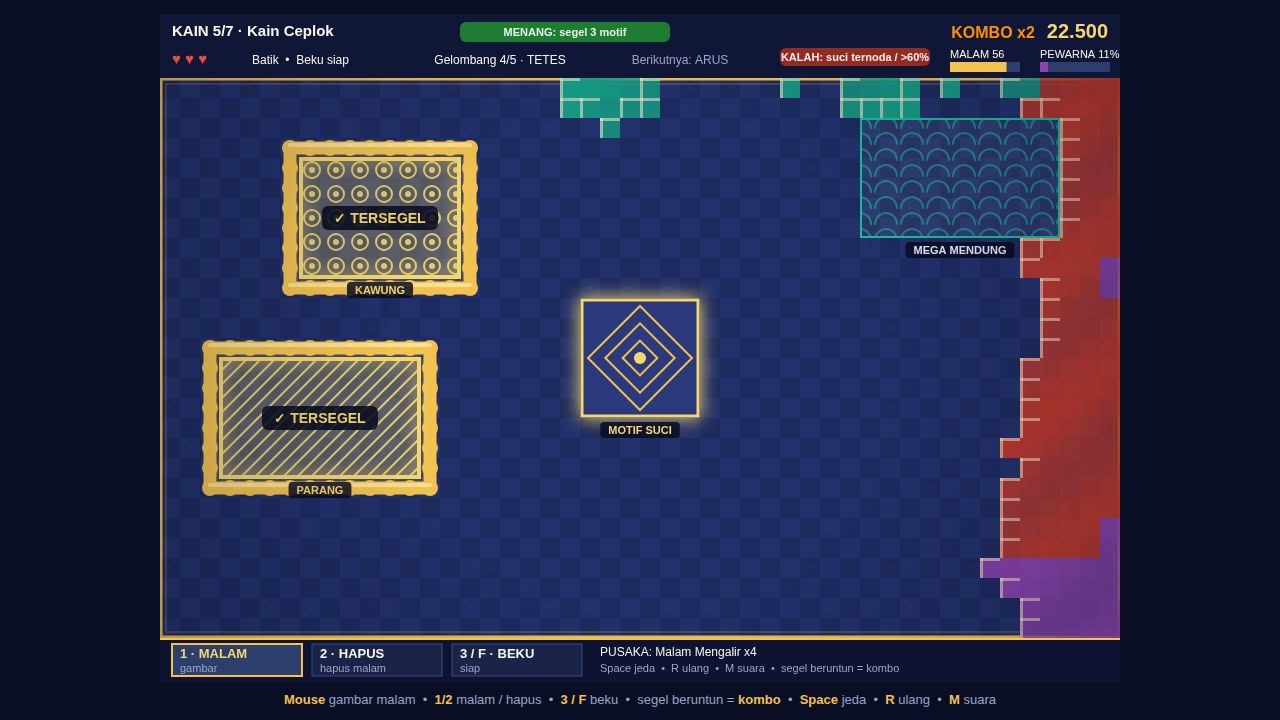 KAIN 5/7 · Kain Ceplok
MENANG: segel 3 motif
KOMBO x2 22.500
♥ ♥ ♥ Batik • Beku siap
Gelombang 4/5 · TETES
Berikutnya: ARUS
KALAH: suci ternoda / >60%
MALAM 56
PEWARNA 11%
✓ TERSEGEL
KAWUNG
MEGA MENDUNG
✓ TERSEGEL
PARANG
MOTIF SUCI
1 · MALAM
gambar
2 · HAPUS
hapus malam
3 / F · BEKU
siap
PUSAKA: Malam Mengalir x4
Space jeda • R ulang • M suara • segel beruntun = kombo
Mouse gambar malam • 1/2 malam / hapus • 3 / F beku • segel beruntun = kombo • Space jeda • R ulang • M suara